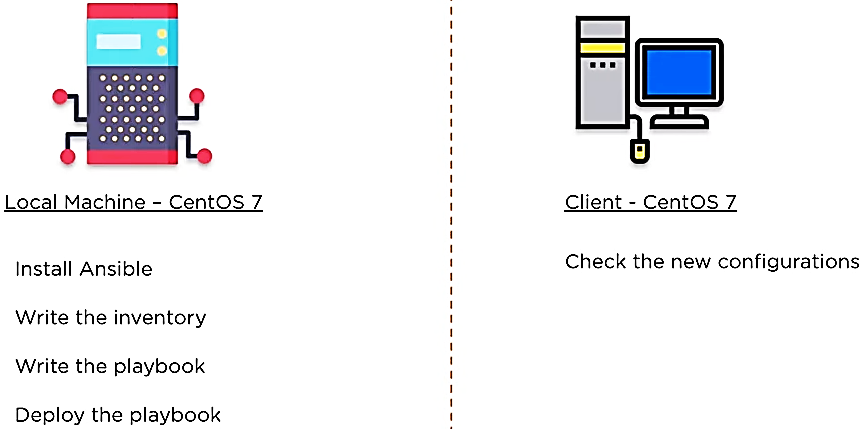 Local Machine – CentOS 7
Install Ansible
Write the inventory
Write the playbook
Deploy the playbook
Client - CentOS 7
Check the new configurations